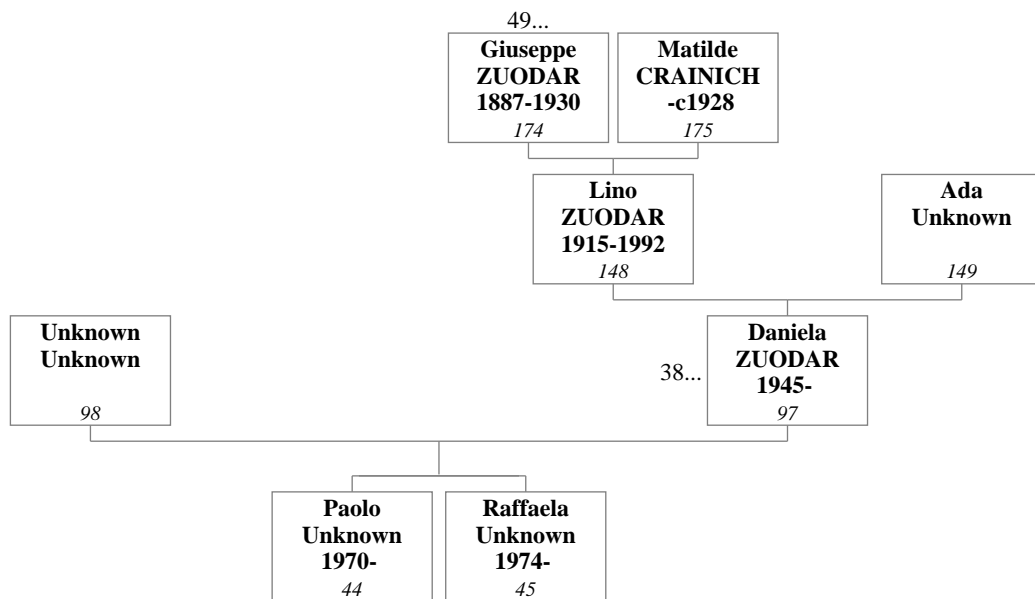 49...
Giuseppe
ZUODAR
1887-1930
174
Matilde
CRAINICH
-c1928
175
Lino
ZUODAR
1915-1992
148
Ada
Unknown
149
Unknown
Unknown
98
38...
Daniela
ZUODAR
1945-
97
Paolo
Unknown
1970-
44
Raffaela
Unknown
1974-
45